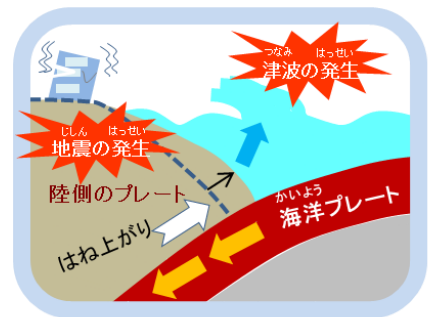 つなみ はっせい
津波の発生
じしん はっせい
地震の発生
陸側のプレート
かいよう
海洋プレート
はね上がり